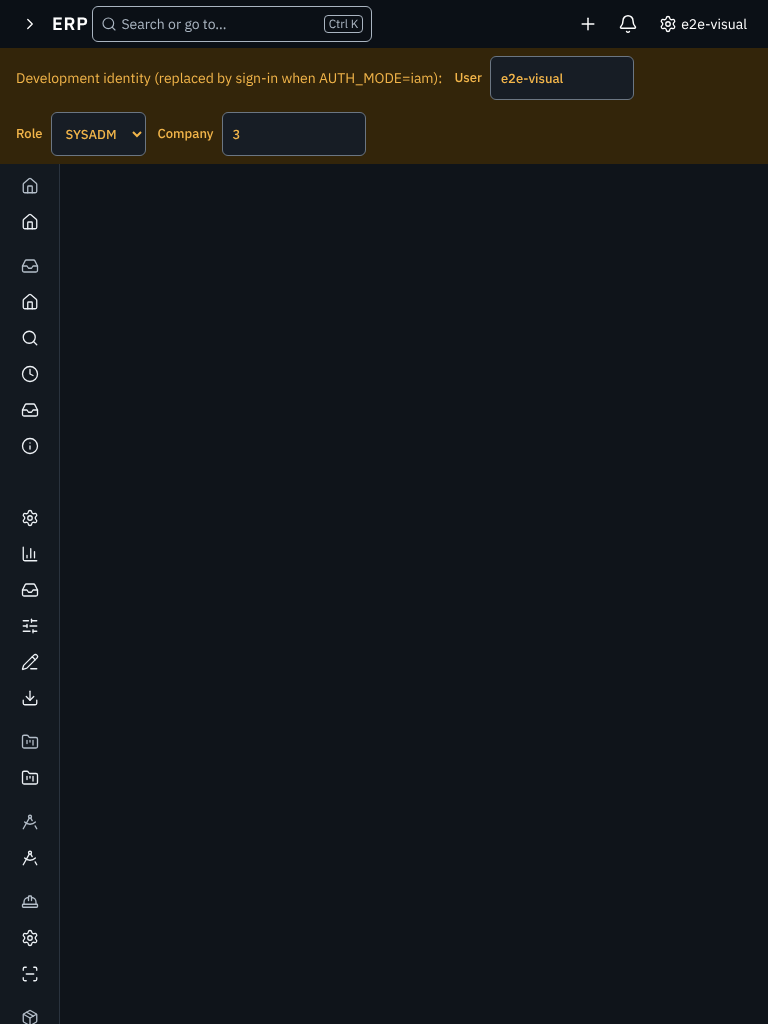 ERP Search or go to... Ctrl K e2e-visual
Development identity (replaced by sign-in when AUTH_MODE=iam): User e2e-visual
Role SYSADM Company 3